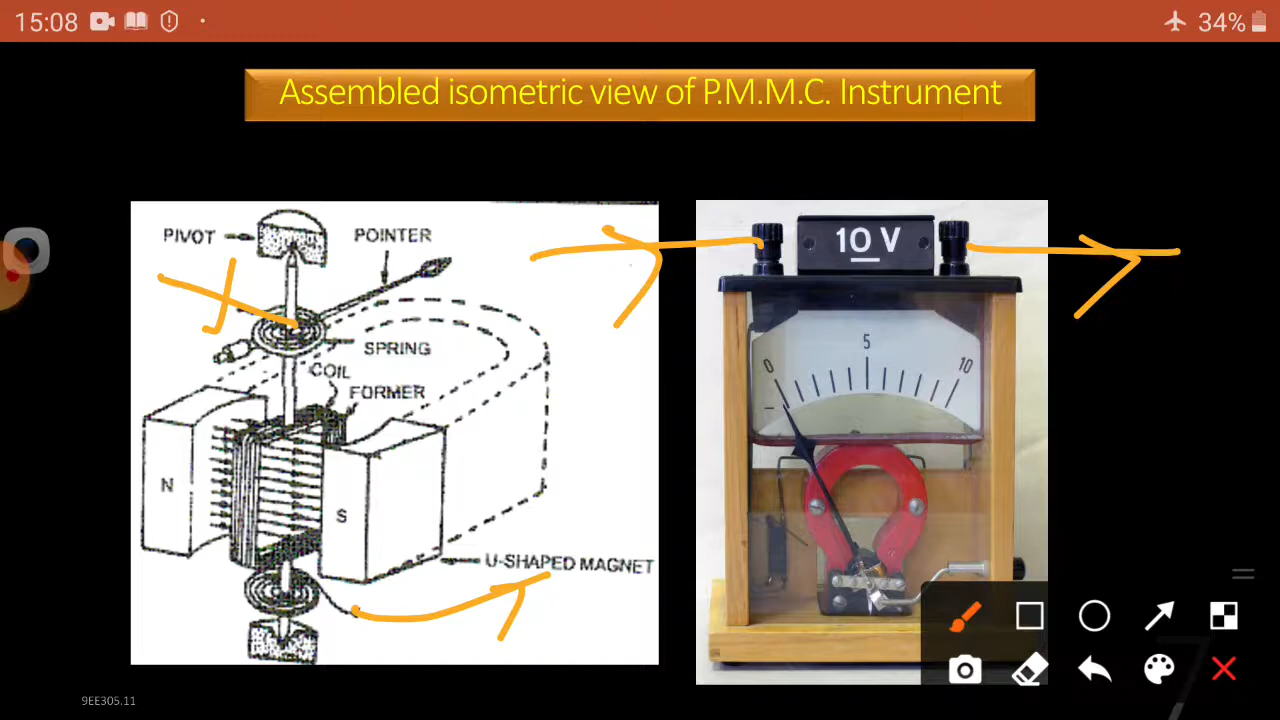 15:08
34%
Assembled isometric view of P.M.M.C. Instrument
PIVOT
POINTER
SPRING
COIL
FORMER
N
S
U-SHAPED MAGNET
10 V
0
5
10
9EE305.11
7